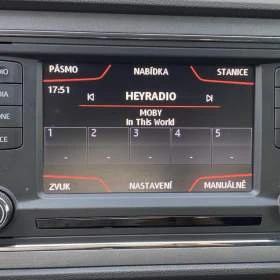 PÁSMO NABÍDKA STANICE
17:51
HEYRADIO
MOBY
In This World
1 2 3 4 5
- - - - -
ZVUK NASTAVENÍ MANUÁLNĚ